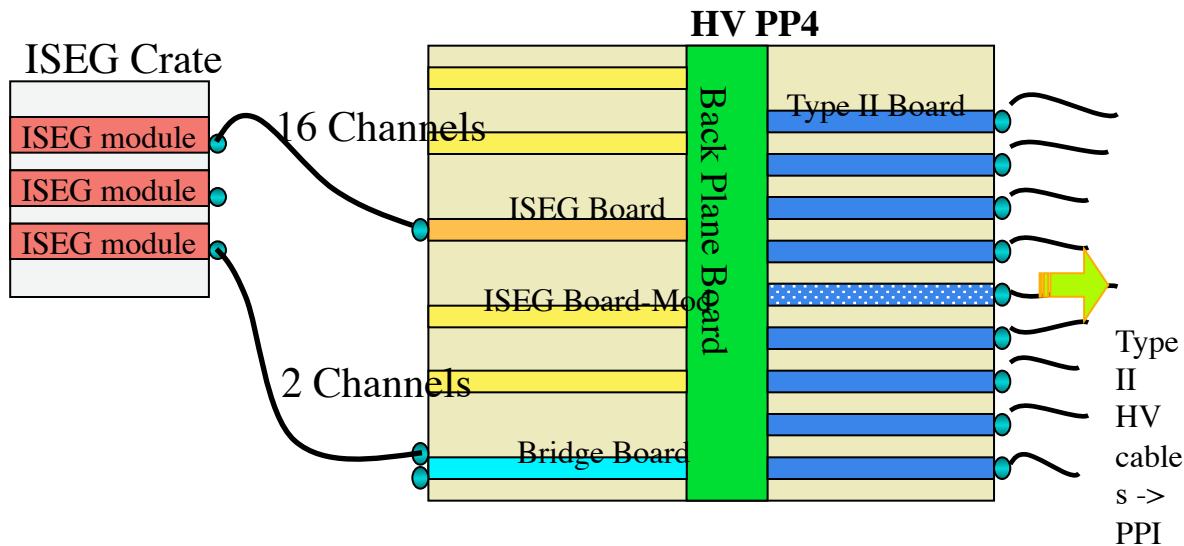 HV PP4
ISEG Crate
ISEG module
ISEG module
ISEG module
16 Channels
2 Channels
ISEG Board
ISEG Board-Mod
Bridge Board
Back Plane Board
Type II Board
Type
II
HV
cable
s ->
PPI